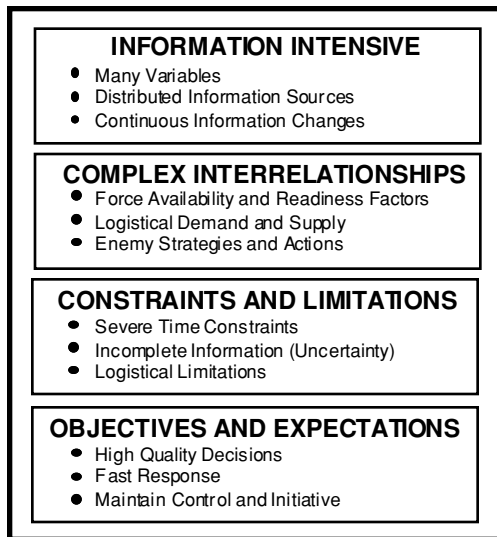 INFORMATION INTENSIVE
● Many Variables
● Distributed Information Sources
● Continuous Information Changes
COMPLEX INTERRELATIONSHIPS
● Force Availability and Readiness Factors
● Logistical Demand and Supply
● Enemy Strategies and Actions
CONSTRAINTS AND LIMITATIONS
● Severe Time Constraints
● Incomplete Information (Uncertainty)
● Logistical Limitations
OBJECTIVES AND EXPECTATIONS
● High Quality Decisions
● Fast Response
● Maintain Control and Initiative